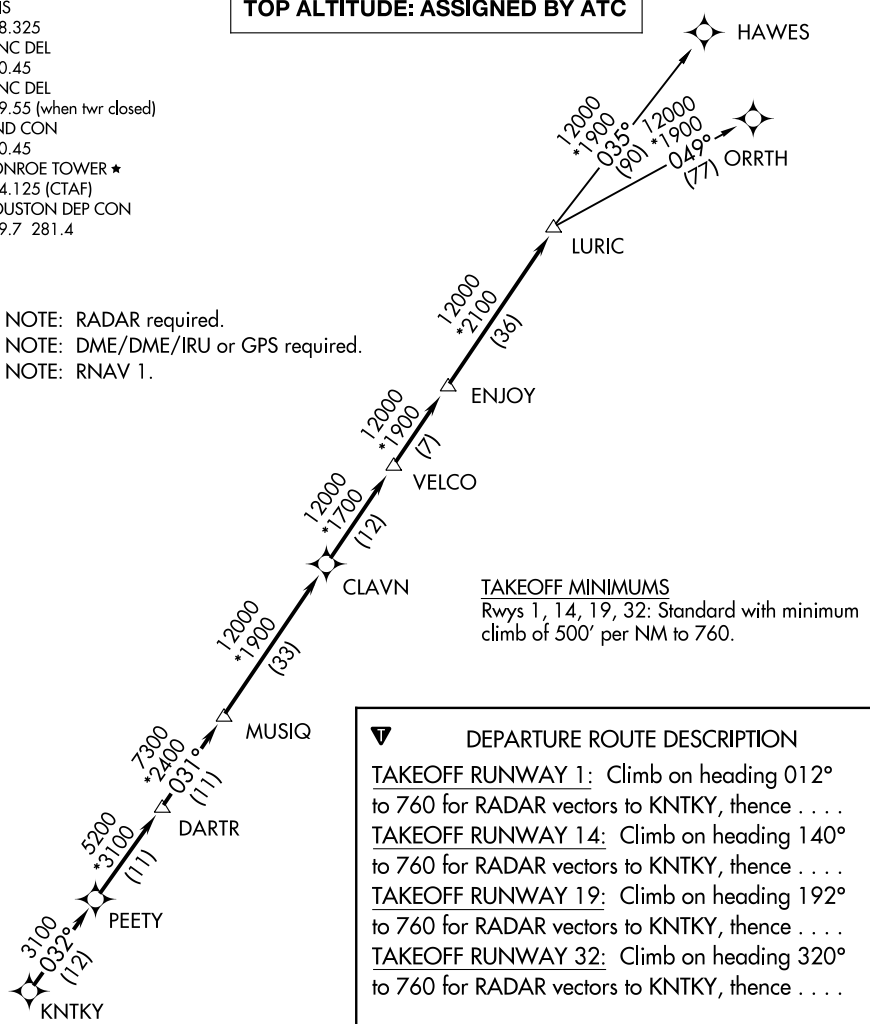 TOP ALTITUDE: ASSIGNED BY ATC
8.325
NC DEL
0.45
NC DEL
9.55 (when twr closed)
ND CON
0.45
ONROE TOWER ★
4.125 (CTAF)
OUSTON DEP CON
9.7 281.4
NOTE: RADAR required.
NOTE: DME/DME/IRU or GPS required.
NOTE: RNAV 1.
HAWES
12000
*1900
035°
(90)
12000
*1900
049°
(77)
ORRTH
LURIC
12000
*2100
(36)
ENJOY
12000
*1900
(7)
VELCO
12000
*1700
(12)
CLAVN
12000
*1900
(33)
MUSIQ
7300
*2400
031°
(11)
DARTR
5200
*3100
(11)
PEETY
3100
032°
(12)
KNTKY
TAKEOFF MINIMUMS
Rwys 1, 14, 19, 32: Standard with minimum
climb of 500' per NM to 760.
T
DEPARTURE ROUTE DESCRIPTION
TAKEOFF RUNWAY 1: Climb on heading 012°
to 760 for RADAR vectors to KNTKY, thence . . . .
TAKEOFF RUNWAY 14: Climb on heading 140°
to 760 for RADAR vectors to KNTKY, thence . . . .
TAKEOFF RUNWAY 19: Climb on heading 192°
to 760 for RADAR vectors to KNTKY, thence . . . .
TAKEOFF RUNWAY 32: Climb on heading 320°
to 760 for RADAR vectors to KNTKY, thence . . . .